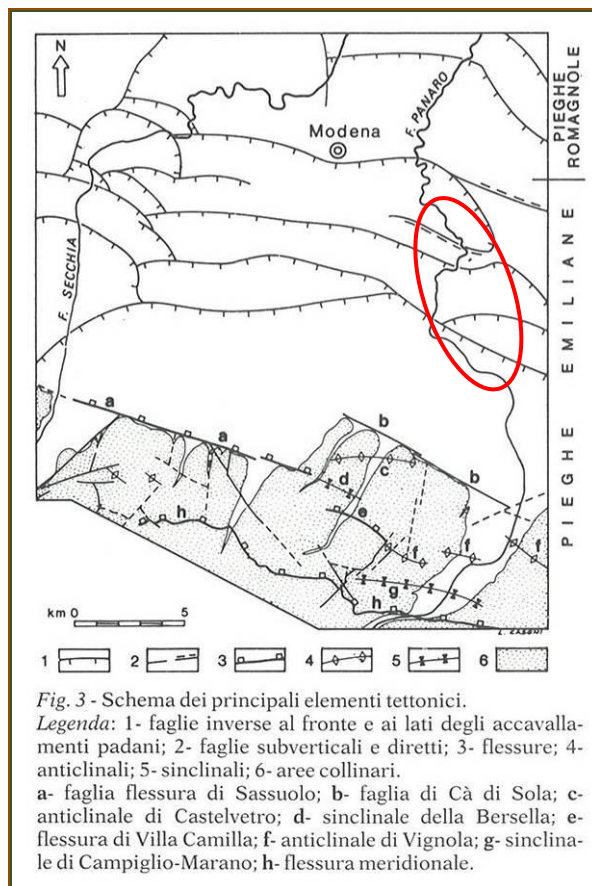 N
F. PANARO
PIEGHE ROMAGNOLE
Modena
F. SECCHIA
PIEGHE EMILIANE
a
b
a
c
b
d
e
h
f
f
f
g
h
km 0 5
L. CASONI
1 2 3 4 5 6
Fig. 3 - Schema dei principali elementi tettonici.
Legenda: 1- faglie inverse al fronte e ai lati degli accavalla-
menti padani; 2- faglie subverticali e diretti; 3- flessure; 4-
anticlinali; 5- sinclinali; 6- aree collinari.
a- faglia flessura di Sassuolo; b- faglia di Cà di Sola; c-
anticlinale di Castelvetro; d- sinclinale della Bersella; e-
flessura di Villa Camilla; f- anticlinale di Vignola; g- sinclina-
le di Campiglio-Marano; h- flessura meridionale.